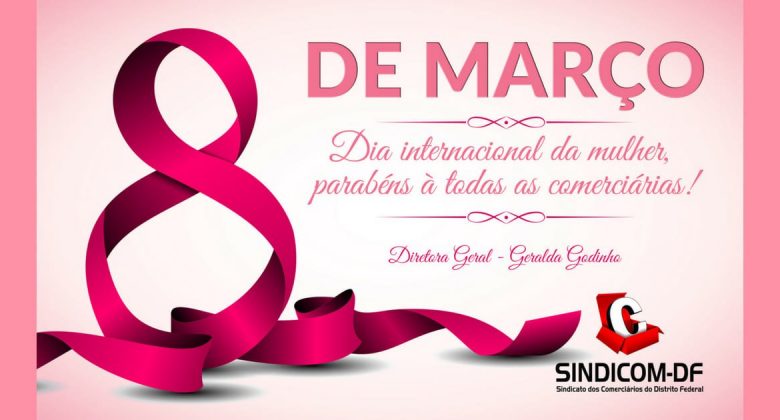 8
DE MARÇO
Dia internacional da mulher,
parabéns à todas as comerciárias!
Diretora Geral - Geralda Godinho
C
SINDICOM-DF
Sindicato dos Comerciários do Distrito Federal